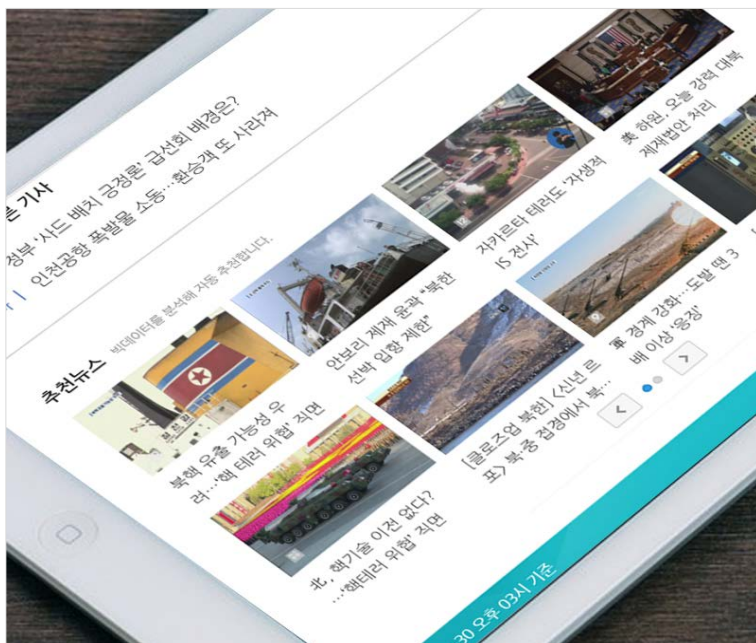 른 기사
정부 '사드 배치 긍정론' 급선회 배경은?
인천공항 폭발물 소동…환승객 또 사라져
추천뉴스 빅데이터를 분석해 자동 추천합니다.
북핵 유출 가능성 우
려…'핵 테러 위협' 직면
안보리 제재 윤곽 "북한
선박 입항 제한"
자카르타 테러도 '자생적
IS 전사'
美 하원, 오늘 강력 대북
제재법안 처리
北, 핵기술 이전 없다?
…'핵테러 위협' 직면
[클로즈업 북한] <신년 르
포> 북·중 접경에서 북…
軍 경계 강화…도발 땐 3
배 이상 응징'
30 오후 03시 기준